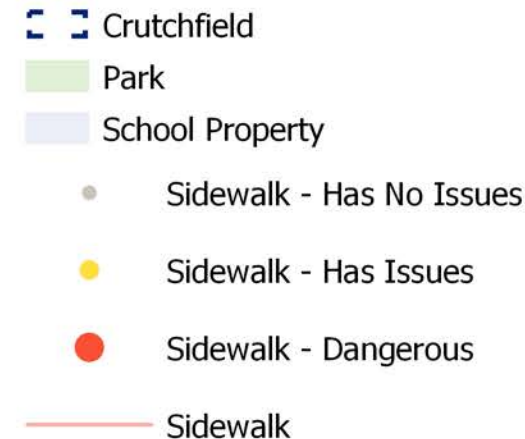 Crutchfield
Park
School Property
Sidewalk - Has No Issues
Sidewalk - Has Issues
Sidewalk - Dangerous
Sidewalk